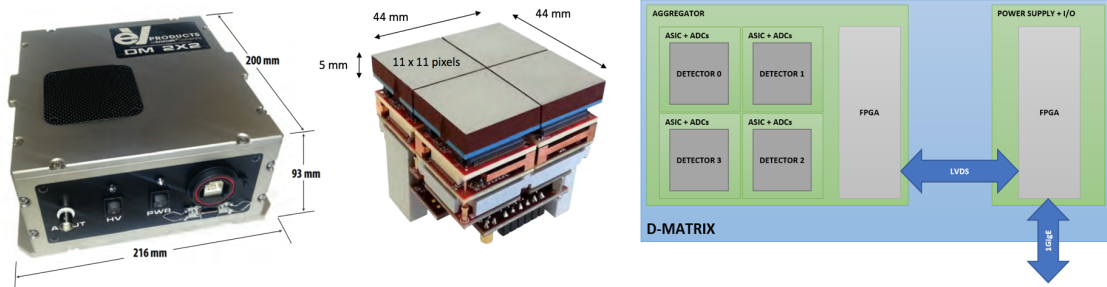 eV PRODUCTS
DM 2X2
200 mm
93 mm
216 mm
HV
PWR
44 mm
44 mm
5 mm
11 x 11 pixels
AGGREGATOR
ASIC + ADCs
DETECTOR 0
ASIC + ADCs
DETECTOR 1
ASIC + ADCs
DETECTOR 3
ASIC + ADCs
DETECTOR 2
FPGA
LVDS
POWER SUPPLY + I/O
FPGA
1GigE
D-MATRIX